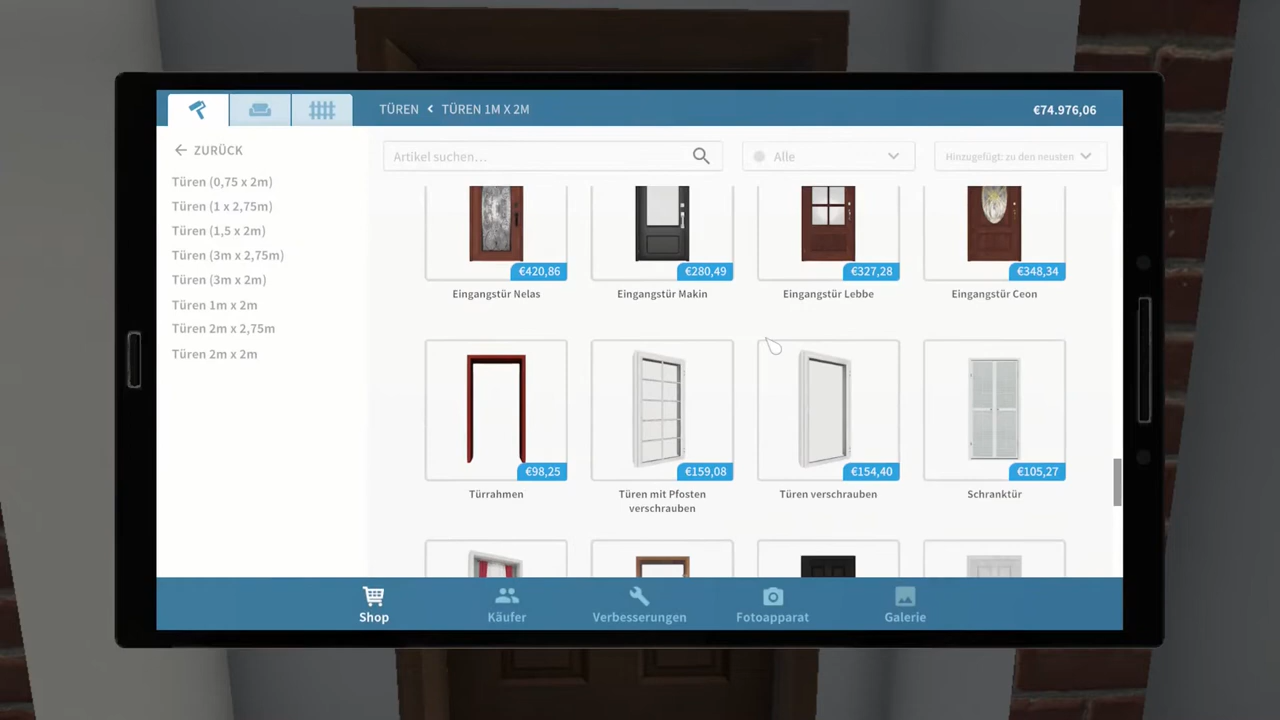 TÜREN < TÜREN 1M X 2M
€74.976,06
ZURÜCK
Artikel suchen...
Alle
Hinzugefügt: zu den neusten
Türen (0,75 x 2m)
Türen (1 x 2,75m)
Türen (1,5 x 2m)
Türen (3m x 2,75m)
Türen (3m x 2m)
Türen 1m x 2m
Türen 2m x 2,75m
Türen 2m x 2m
€420,86
€280,49
€327,28
€348,34
Eingangstür Nelas
Eingangstür Makin
Eingangstür Lebbe
Eingangstür Ceon
€98,25
€159,08
€154,40
€105,27
Türrahmen
Türen mit Pfosten
verschrauben
Türen verschrauben
Schranktür
Shop
Käufer
Verbesserungen
Fotoapparat
Galerie